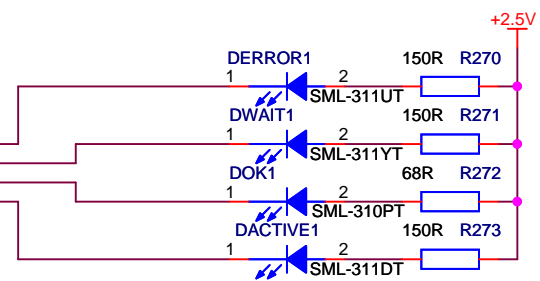 +2.5V
DERROR1 150R R270
1 2
SML-311UT
DWAIT1 150R R271
1 2
SML-311YT
DOK1 68R R272
1 2
SML-310PT
DACTIVE1 150R R273
1 2
SML-311DT